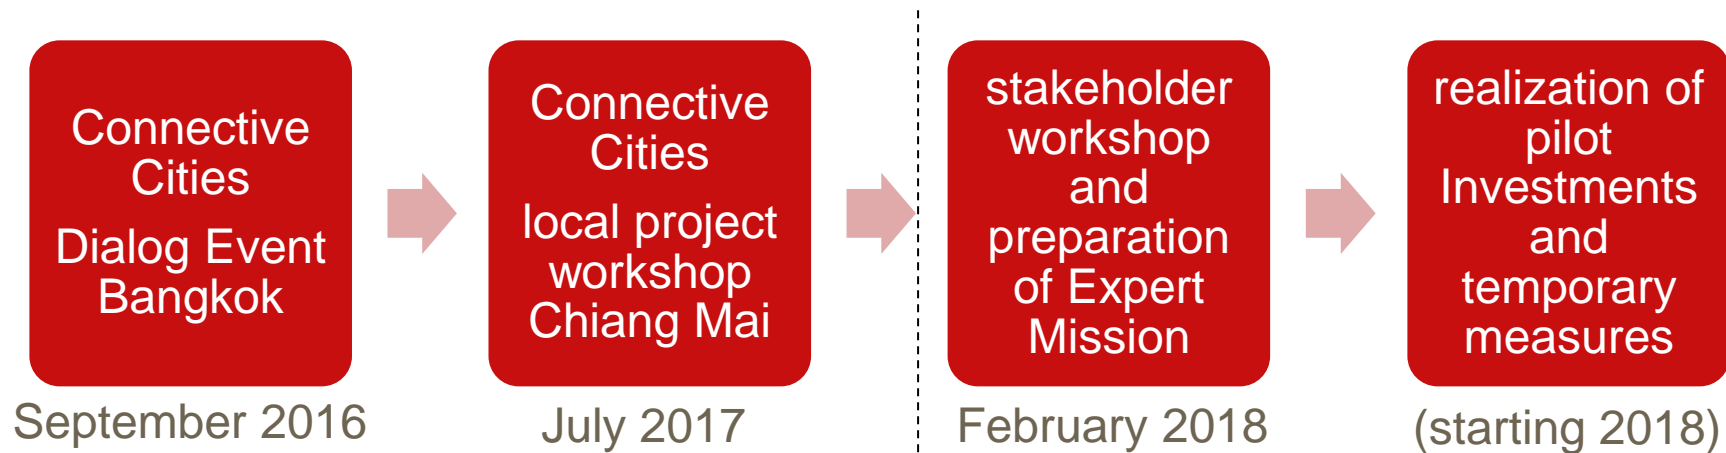 Connective
Cities
Dialog Event
Bangkok
September 2016
Connective
Cities
local project
workshop
Chiang Mai
July 2017
stakeholder
workshop
and
preparation
of Expert
Mission
February 2018
realization of
pilot
Investments
and
temporary
measures
(starting 2018)